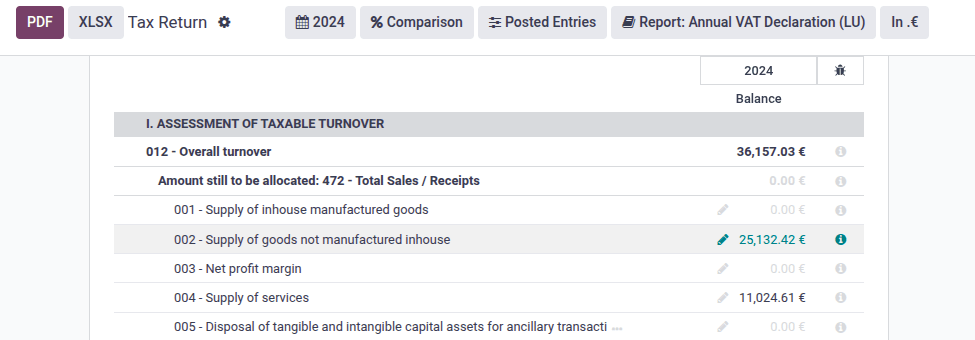 PDF XLSX Tax Return 2024 % Comparison Posted Entries Report: Annual VAT Declaration (LU) In .€
2024
Balance
I. ASSESSMENT OF TAXABLE TURNOVER
012 - Overall turnover 36,157.03 €
Amount still to be allocated: 472 - Total Sales / Receipts 0.00 €
001 - Supply of inhouse manufactured goods 0.00 €
002 - Supply of goods not manufactured inhouse 25,132.42 €
003 - Net profit margin 0.00 €
004 - Supply of services 11,024.61 €
005 - Disposal of tangible and intangible capital assets for ancillary transacti ... 0.00 €